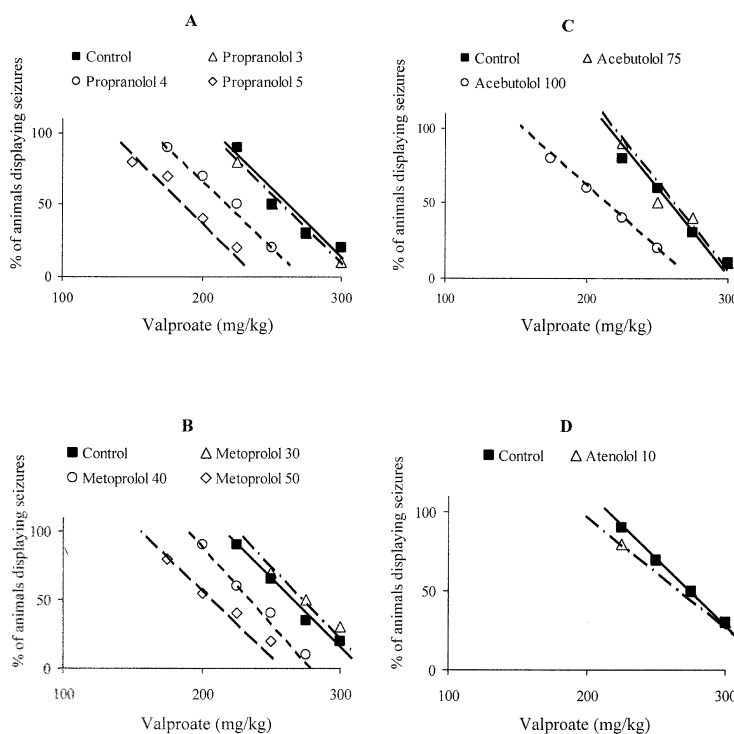 A
Control Propranolol 3
Propranolol 4 Propranolol 5
% of animals displaying seizures
100
50
0
100 200 300
Valproate (mg/kg)
C
Control Acebutolol 75
Acebutolol 100
% of animals displaying seizures
100
50
0
100 200 300
Valproate (mg/kg)
B
Control Metoprolol 30
Metoprolol 40 Metoprolol 50
% of animals displaying seizures
100
50
0
100 200 300
Valproate (mg/kg)
D
Control Atenolol 10
% of animals displaying seizures
100
50
0
100 200 300
Valproate (mg/kg)